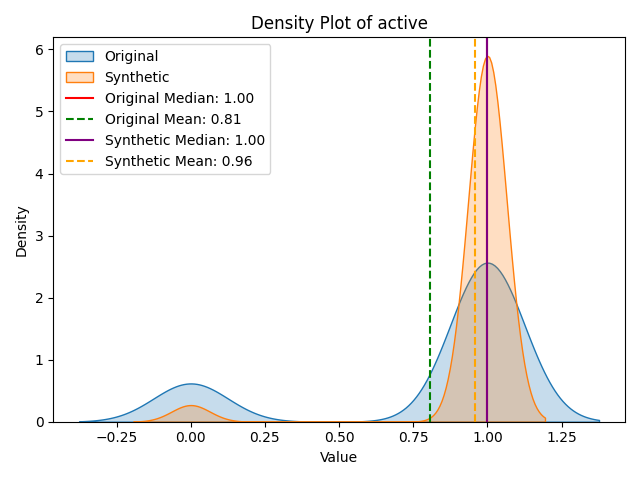 Density Plot of active
Original
Synthetic
Original Median: 1.00
Original Mean: 0.81
Synthetic Median: 1.00
Synthetic Mean: 0.96
Density
6
5
4
3
2
1
0
−0.25
0.00
0.25
0.50
0.75
1.00
1.25
Value